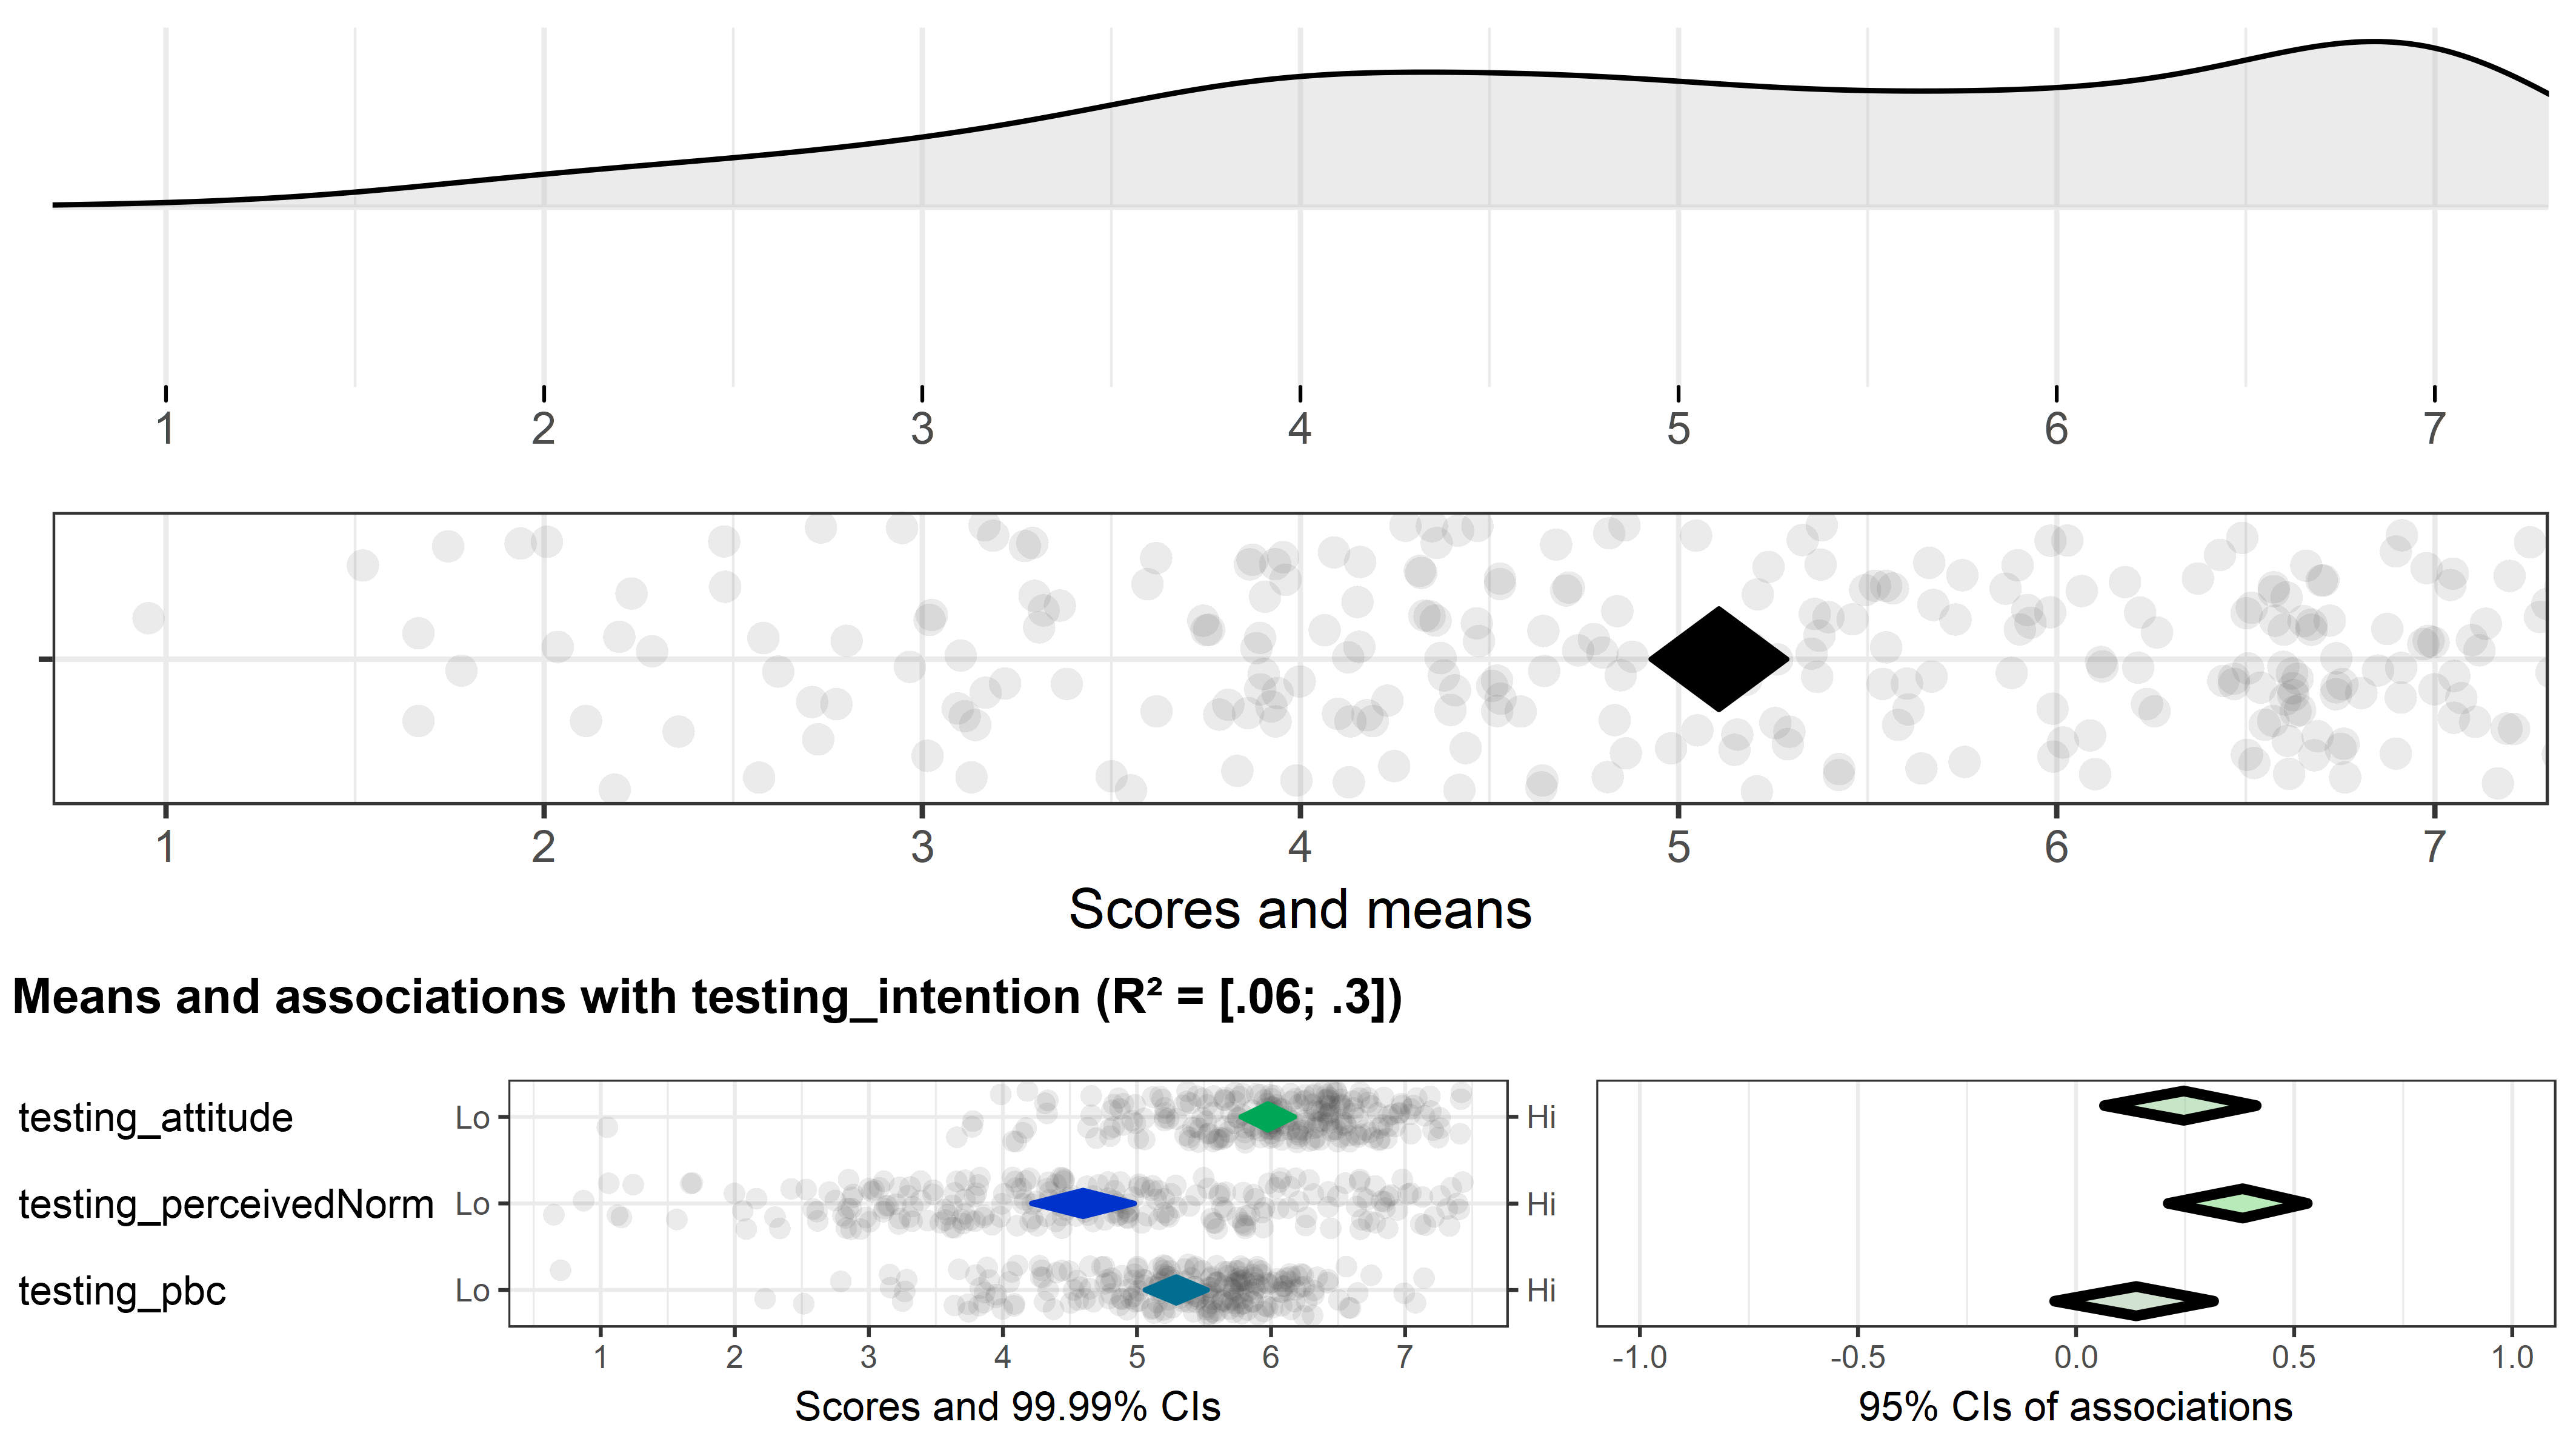 1 2 3 4 5 6 7
1 2 3 4 5 6 7
Scores and means
Means and associations with testing_intention (R² = [.06; .3])
testing_attitude Lo Hi
testing_perceivedNorm Lo Hi
testing_pbc Lo Hi
1 2 3 4 5 6 7 -1.0 -0.5 0.0 0.5 1.0
Scores and 99.99% CIs 95% CIs of associations